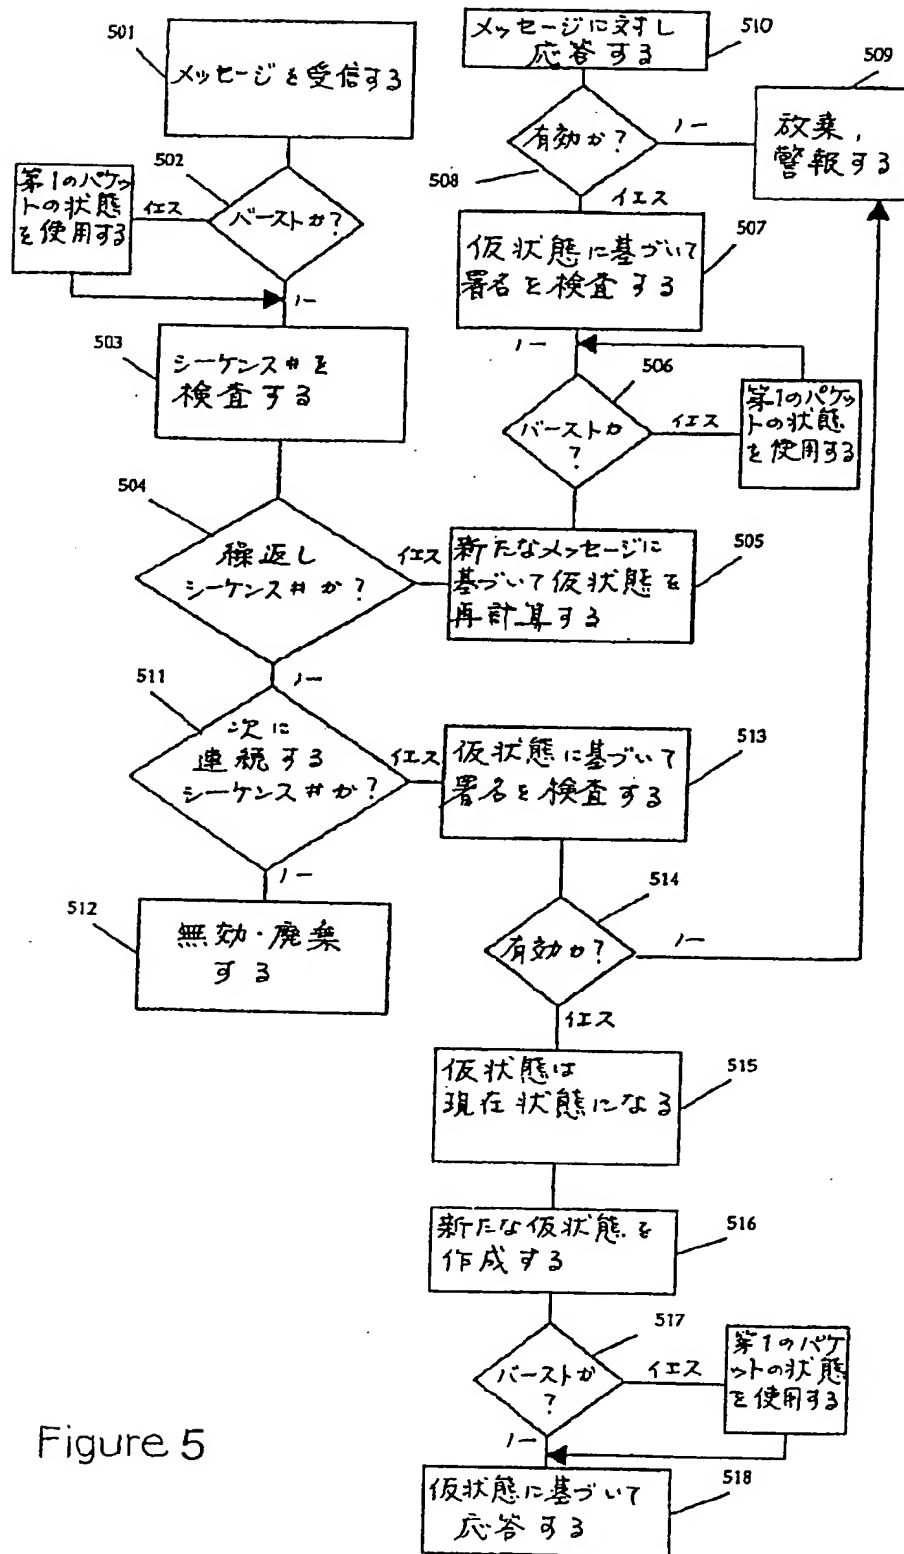 501
メッセージを受信する
502
第1のパケッ
トの状態
を使用する
イエス
バーストか?
ノー
503
シーケンス#を
検査する
504
繰返し
シーケンス#か?
イエス
ノー
新たなメッセージに
基づいて仮状態を
再計算する
505
506
バーストか
?
イエス
第1のパケッ
トの状態
を使用する
ノー
仮状態に基づいて
署名を検査する
507
508
有効か?
イエス
ノー
放棄,
警報する
509
メッセージに対し
応答する
510
511
次に
連続する
シーケンス#か?
イエス
ノー
512
無効・廃棄
する
仮状態に基づいて
署名を検査する
513
514
有効か?
ノー
イエス
仮状態は
現在状態になる
515
新たな仮状態を
作成する
516
517
バーストか
?
イエス
第1のパケ
ットの状態
を使用する
ノー
仮状態に基づいて
応答する
518
Figure 5